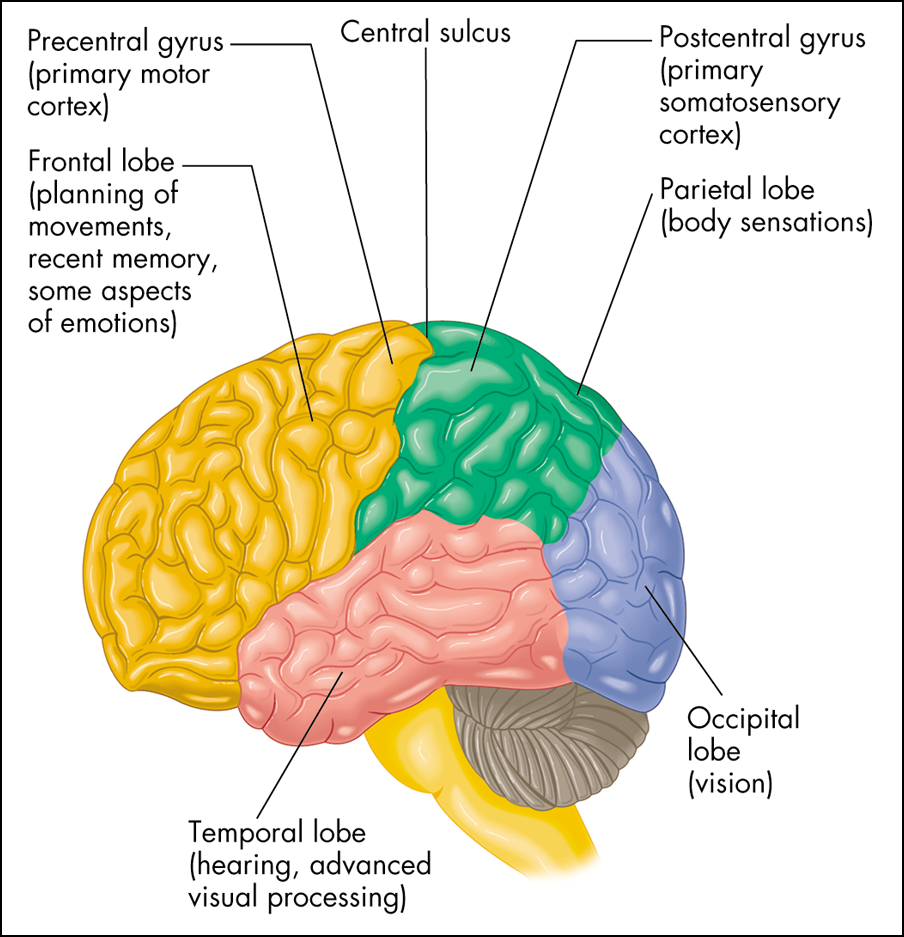 Precentral gyrus
(primary motor
cortex)
Central sulcus
Postcentral gyrus
(primary
somatosensory
cortex)
Frontal lobe
(planning of
movements,
recent memory,
some aspects
of emotions)
Parietal lobe
(body sensations)
Occipital
lobe
(vision)
Temporal lobe
(hearing, advanced
visual processing)